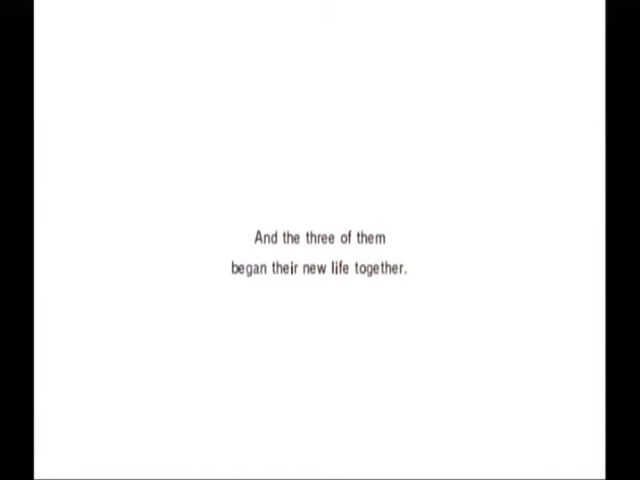 And the three of them
began their new life together.